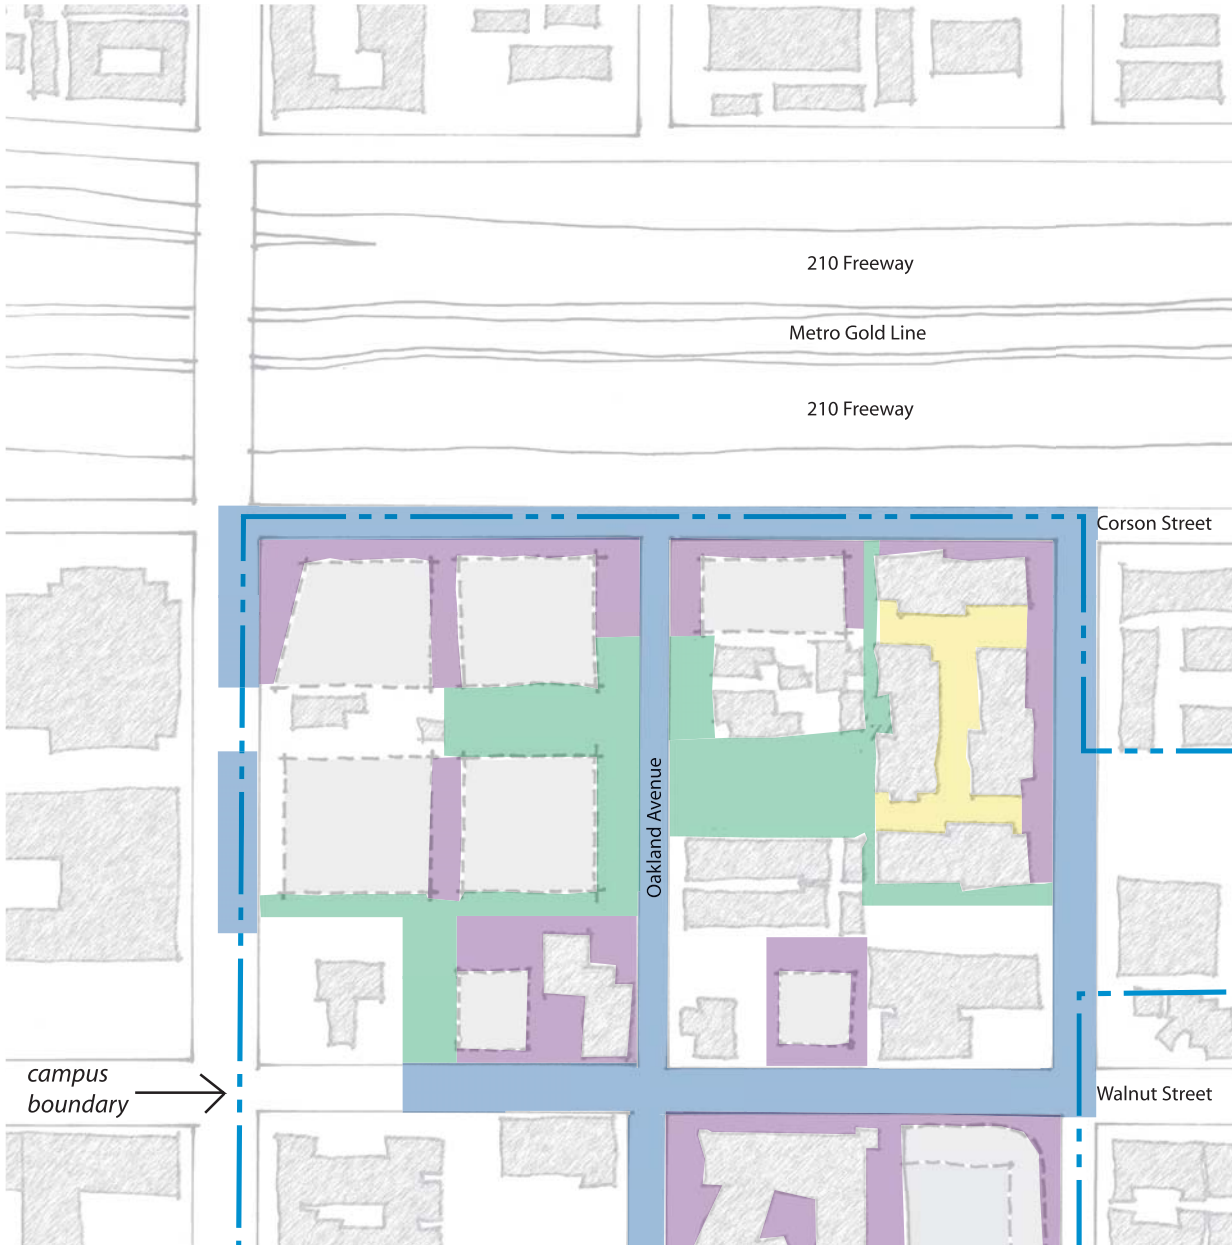 210 Freeway
Metro Gold Line
210 Freeway
Corson Street
Oakland Avenue
campus
boundary
Walnut Street